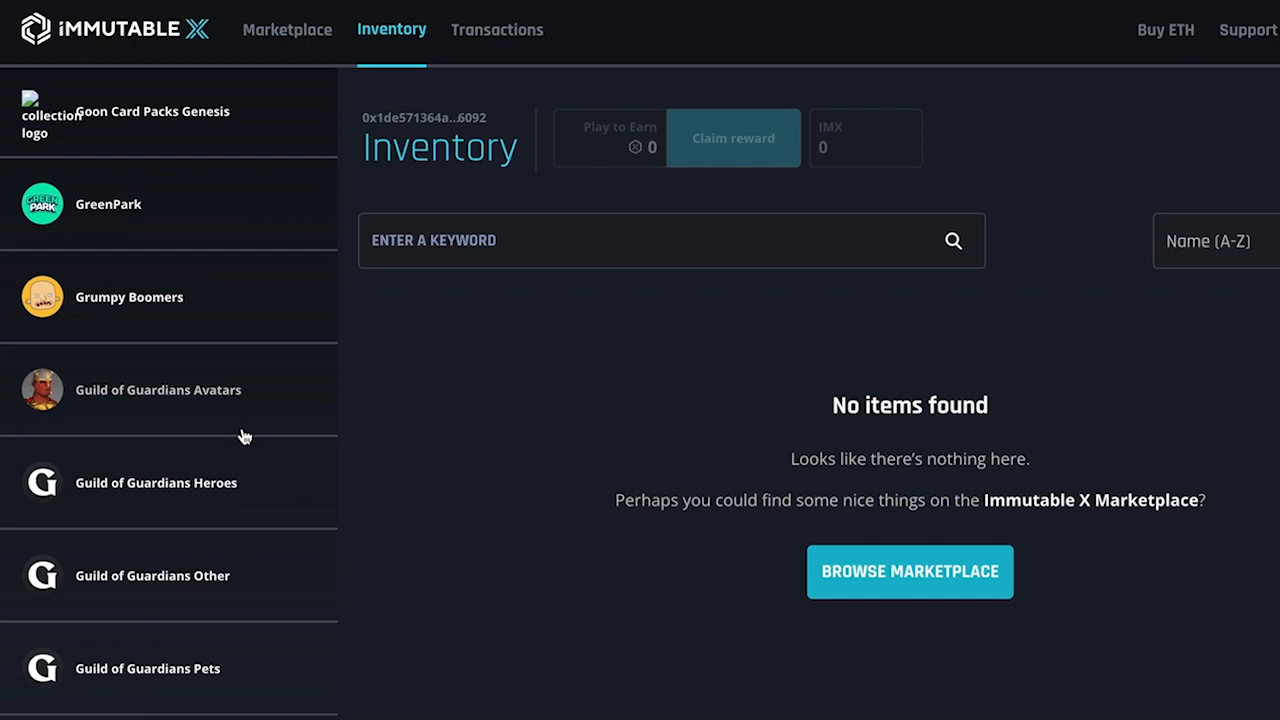 iMMUTABLE X
Marketplace
Inventory
Transactions
Buy ETH
Support
collection logo
Goon Card Packs Genesis
GreenPark
Grumpy Boomers
Guild of Guardians Avatars
Guild of Guardians Heroes
Guild of Guardians Other
Guild of Guardians Pets
0x1de571364a...6092
Inventory
Play to Earn
0
Claim reward
IMX
0
ENTER A KEYWORD
Name (A-Z)
No items found
Looks like there's nothing here.
Perhaps you could find some nice things on the Immutable X Marketplace?
BROWSE MARKETPLACE
GREEN
PARK
G
G
G